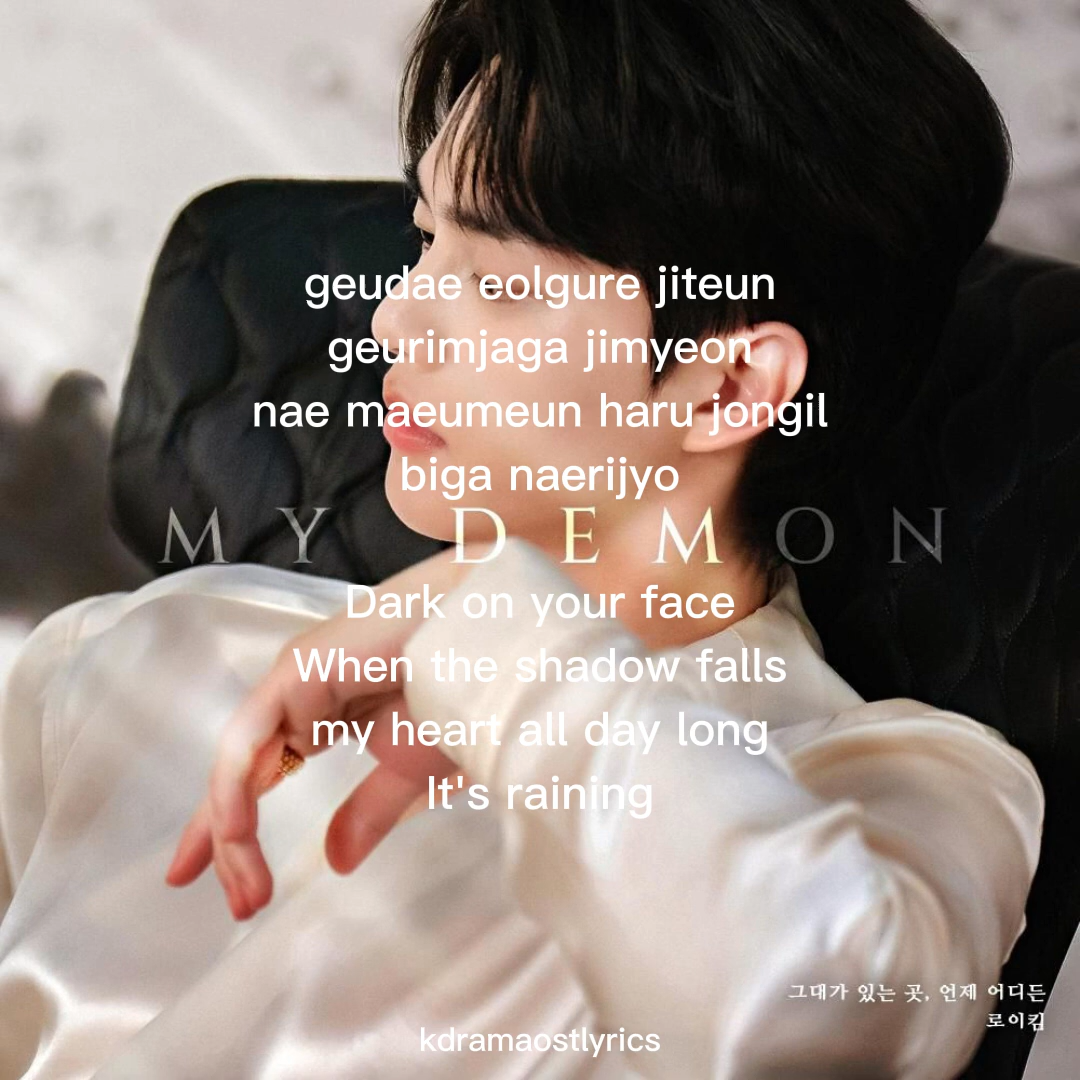 geudae eolgure jiteun
geurimjaga jimyeon
nae maeumeun haru jongil
biga naerijyo
MY DEMON
Dark on your face
When the shadow falls
my heart all day long
It's raining
그대가 있는 곳, 언제 어디든
로이킴
kdramaostlyrics